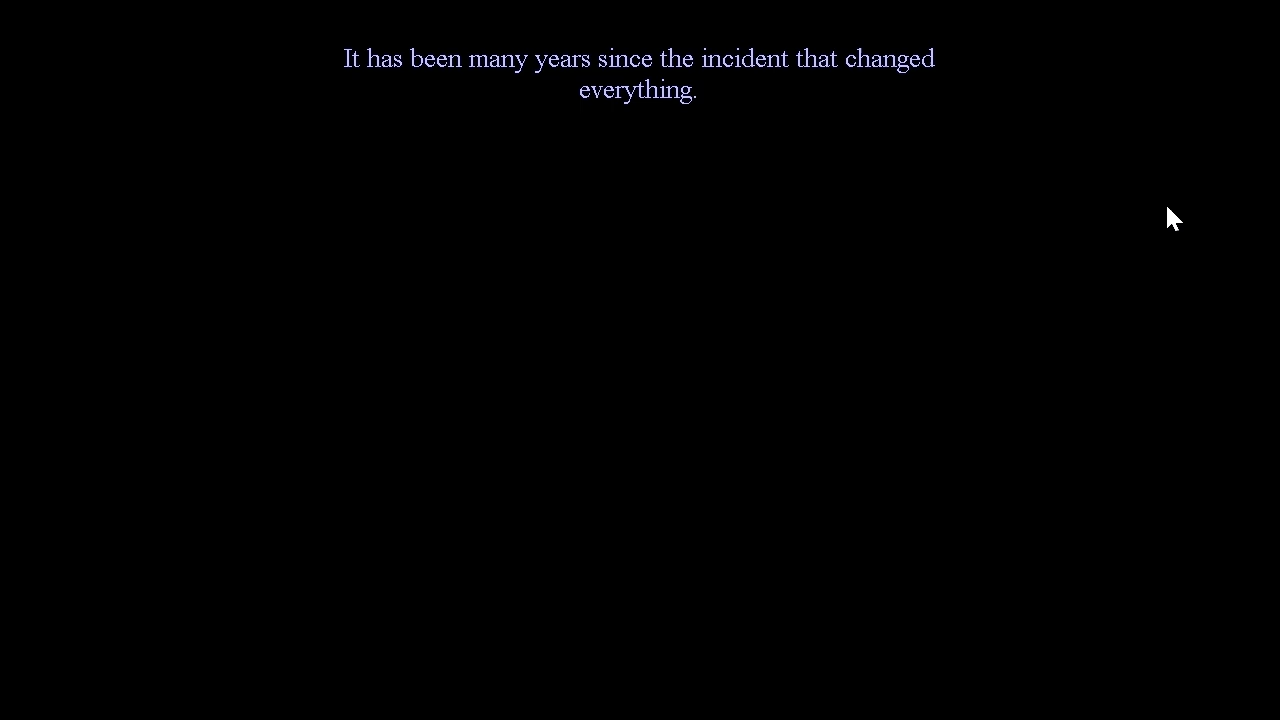 It has been many years since the incident that changed
everything.